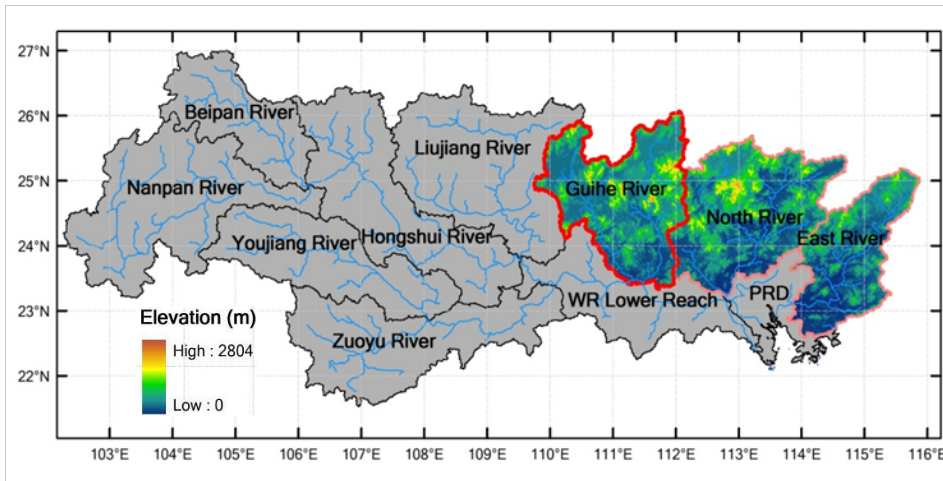 27°N
26°N
25°N
24°N
23°N
22°N
Beipan River
Liujiang River
Nanpan River
Guihe River
North River
Youjiang River
Hongshui River
East River
WR Lower Reach
PRD
Zuoyu River
Elevation (m)
High : 2804
Low : 0
103°E 104°E 105°E 106°E 107°E 108°E 109°E 110°E 111°E 112°E 113°E 114°E 115°E 116°E